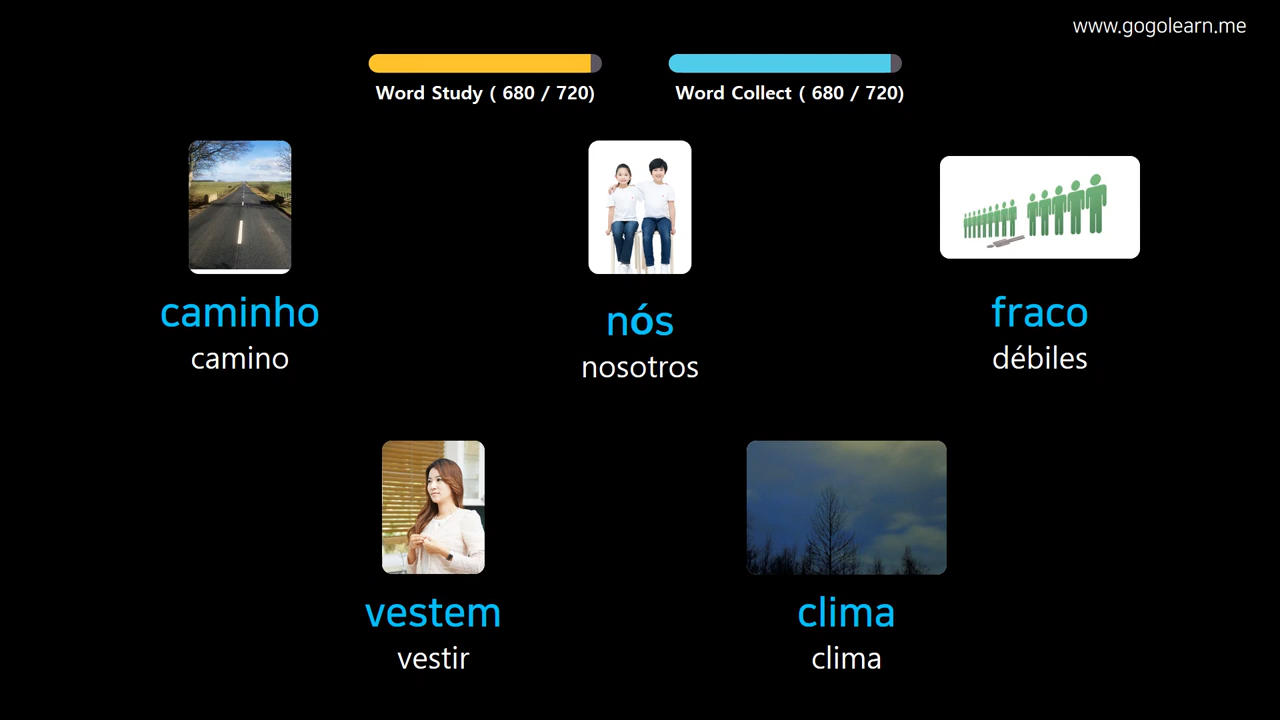 www.gogolearn.me
Word Study ( 680 / 720)
Word Collect ( 680 / 720)
caminho
camino
nós
nosotros
fraco
débiles
vestem
vestir
clima
clima